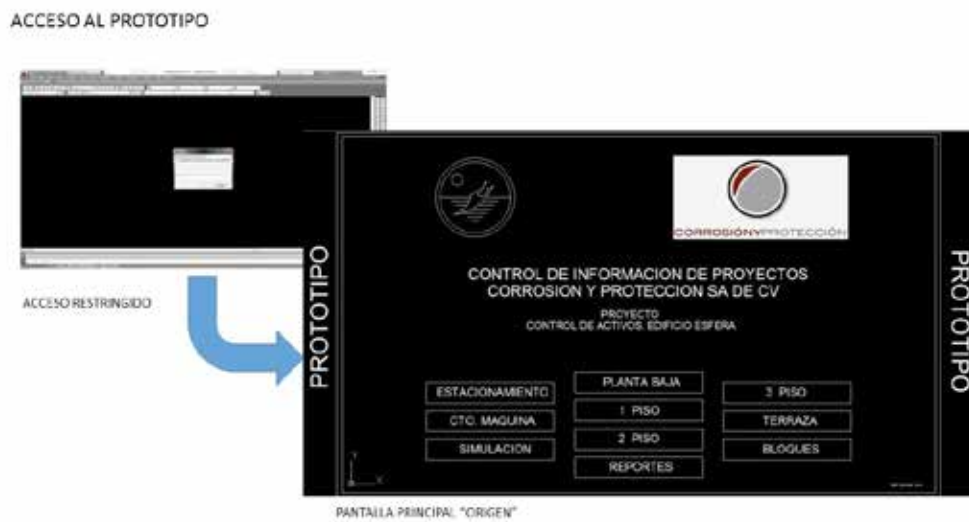 ACCESO AL PROTOTIPO
ACCESO RESTRINGIDO
PROTOTIPO
CORROSIÓNYPROTECCIÓN
CONTROL DE INFORMACION DE PROYECTOS
CORROSION Y PROTECCION SA DE CV
PROYECTO
CONTROL DE ACTIVOS. EDIFICIO ESFERA
ESTACIONAMIENTO
CTO. MAQUINA
SIMULACION
PLANTA BAJA
1 PISO
2 PISO
REPORTES
3 PISO
TERRAZA
BLOQUES
Y
X
PROTOTIPO
PANTALLA PRINCIPAL "ORIGEN"